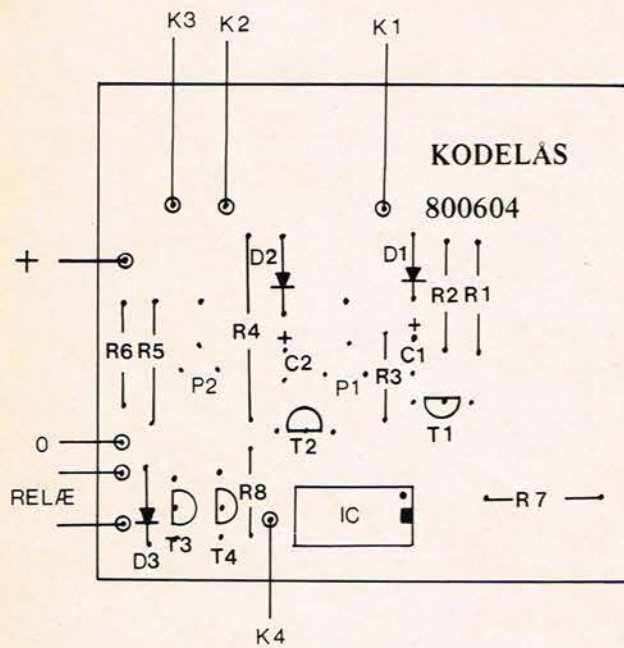 K3 K2 K1
KODELÅS
800604
+
D2 D1
R2 R1
R4
+ +
R6 R5 C2 R3 C1
P2 P1
T2 T1
0
RELÆ
R8 IC R7
D3 T3 T4
K4